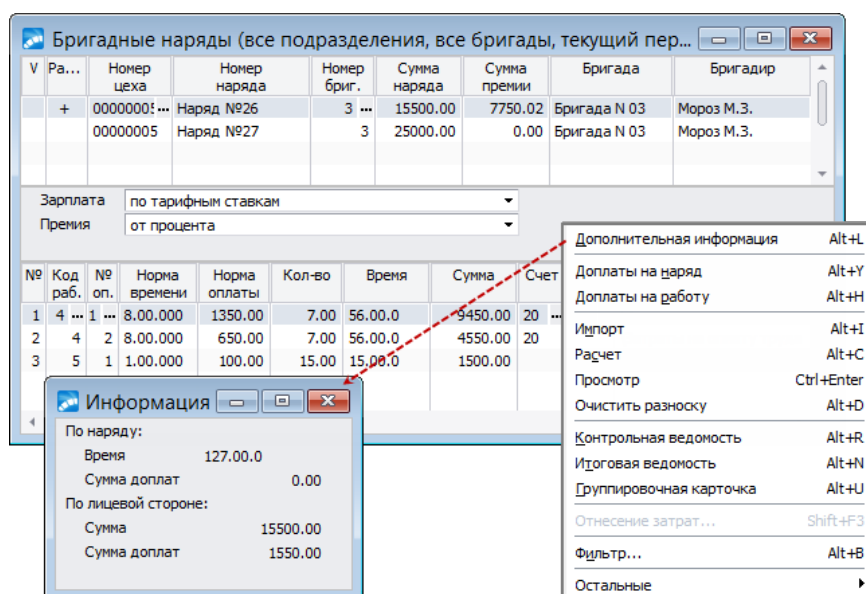 Бригадные наряды (все подразделения, все бригады, текущий пер...
V Ра... Номер цеха Номер наряда Номер бриг. Сумма наряда Сумма премии Бригада Бригадир
+ 0000000! ... Наряд №26 3 ... 15500.00 7750.02 Бригада N 03 Мороз М.З.
00000005 Наряд №27 3 25000.00 0.00 Бригада N 03 Мороз М.З.
Зарплата по тарифным ставкам
Премия от процента
№ Код раб. № оп. Норма времени Норма оплаты Кол-во Время Сумма Счет
1 4 ... 1 ... 8.00.000 1350.00 7.00 56.00.0 9450.00 20 ...
2 4 2 8.00.000 650.00 7.00 56.00.0 4550.00 20
3 5 1 1.00.000 100.00 15.00 15.00.0 1500.00
Дополнительная информация Alt+L
Доплаты на наряд Alt+Y
Доплаты на работу Alt+H
Импорт Alt+I
Расчет Alt+C
Просмотр Ctrl+Enter
Очистить разноску Alt+D
Контрольная ведомость Alt+R
Итоговая ведомость Alt+N
Группировочная карточка Alt+U
Отнесение затрат... Shift+F3
Фильтр... Alt+B
Остальные
Информация
По наряду:
Время 127.00.0
Сумма доплат 0.00
По лицевой стороне:
Сумма 15500.00
Сумма доплат 1550.00